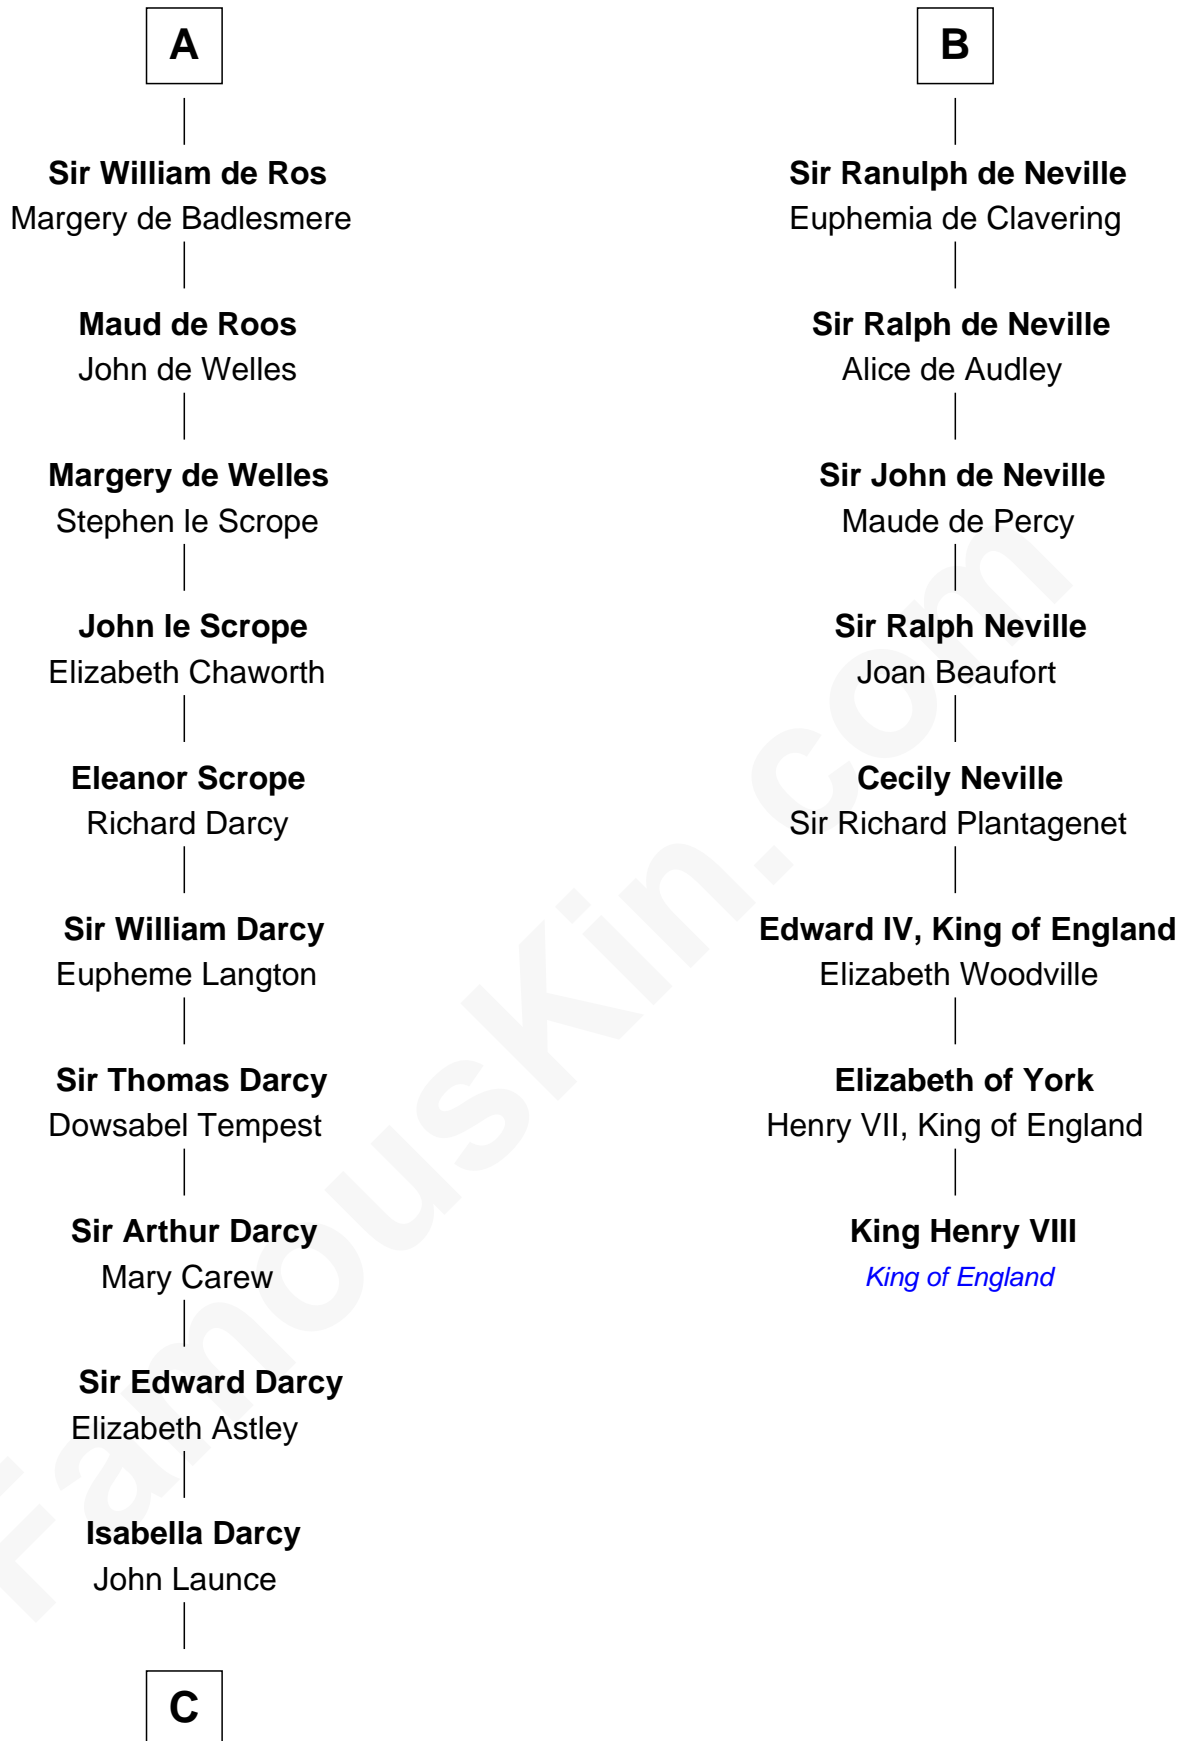 A
Sir William de Ros
Margery de Badlesmere
Maud de Roos
John de Welles
Margery de Welles
Stephen le Scrope
John le Scrope
Elizabeth Chaworth
Eleanor Scrope
Richard Darcy
Sir William Darcy
Eupheme Langton
Sir Thomas Darcy
Dowsabel Tempest
Sir Arthur Darcy
Mary Carew
Sir Edward Darcy
Elizabeth Astley
Isabella Darcy
John Launce
C
B
Sir Ranulph de Neville
Euphemia de Clavering
Sir Ralph de Neville
Alice de Audley
Sir John de Neville
Maude de Percy
Sir Ralph Neville
Joan Beaufort
Cecily Neville
Sir Richard Plantagenet
Edward IV, King of England
Elizabeth Woodville
Elizabeth of York
Henry VII, King of England
King Henry VIII
King of England
FamousKin.com